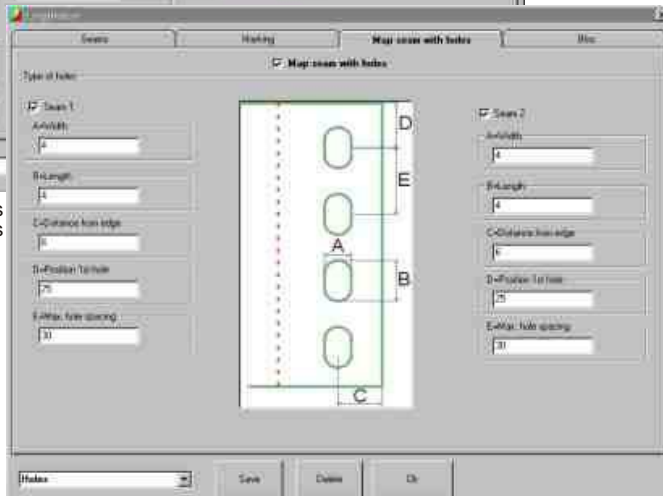 Seams Marking Map seam with holes Misc
Map seam with holes
Type of holes
Seam 1
A=Width
4
B=Length
4
C=Distance from edge
6
D=Position 1st hole
25
E=Max. hole spacing
30
D
E
A
B
C
Seam 2
A=Width
4
B=Length
4
C=Distance from edge
6
D=Position 1st hole
25
E=Max. hole spacing
30
Holes Save Delete Ok